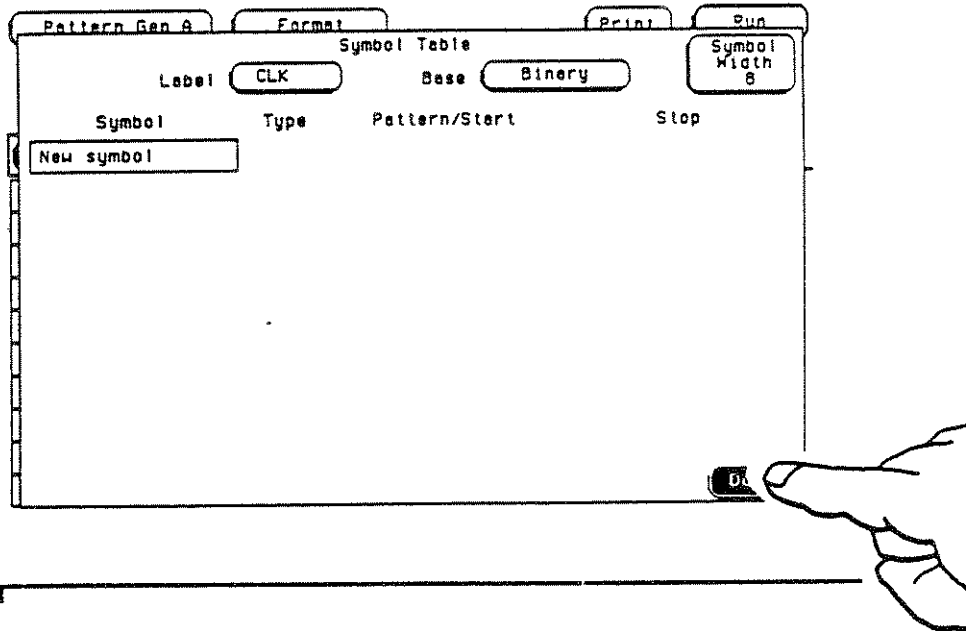 Pattern Gen A Format Print Run
Symbol Table
Label CLK Base Binary Symbol Width 8
Symbol Type Pattern/Start Stop
New symbol